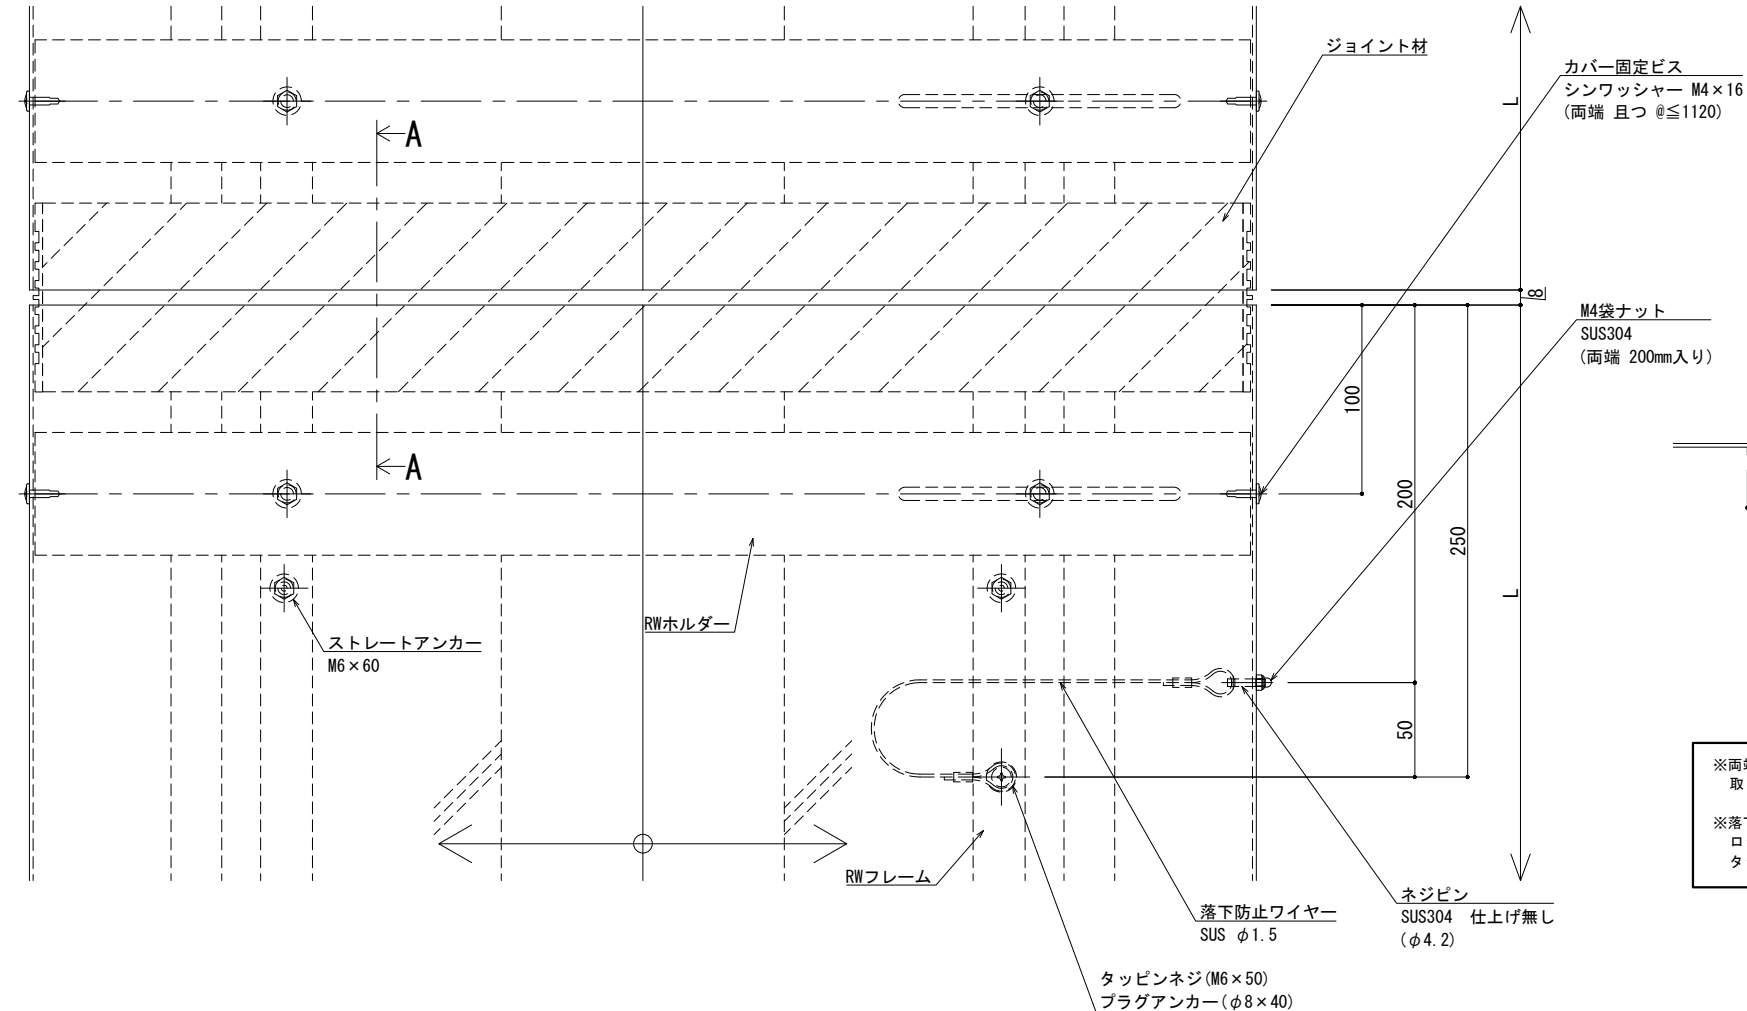 ジョイント材
カバー固定ビス
シンワッシャー M4×16
(両端 且つ @≦1120)
L
A
8
M4袋ナット
SUS304
(両端 200mm入り)
100
A
200
250
L
RWホルダー
ストレートアンカー
M6×60
50
※両
取
※落
ロ
タ
RWフレーム
ネジピン
SUS304 仕上げ無し
(φ4.2)
落下防止ワイヤー
SUS φ1.5
タッピンネジ(M6×50)
プラグアンカー(φ8×40)